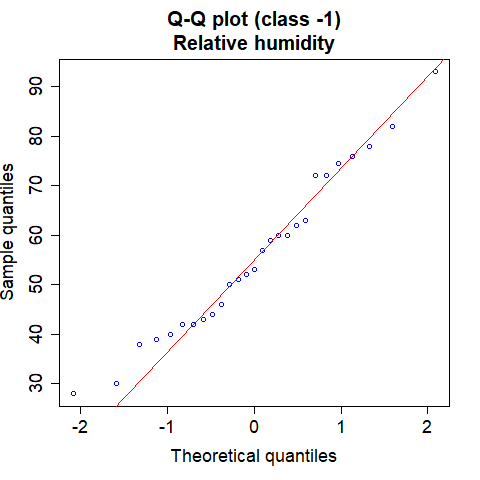 Q-Q plot (class -1)
Relative humidity
Sample quantiles
90
80
70
60
50
40
30
-2 -1 0 1 2
Theoretical quantiles